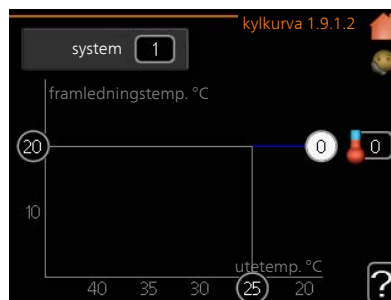 kylkurva 1.9.1.2
system 1
framledningstemp. °C
20
0
0
10
utetemp. °C
40 35 30 25 20
?